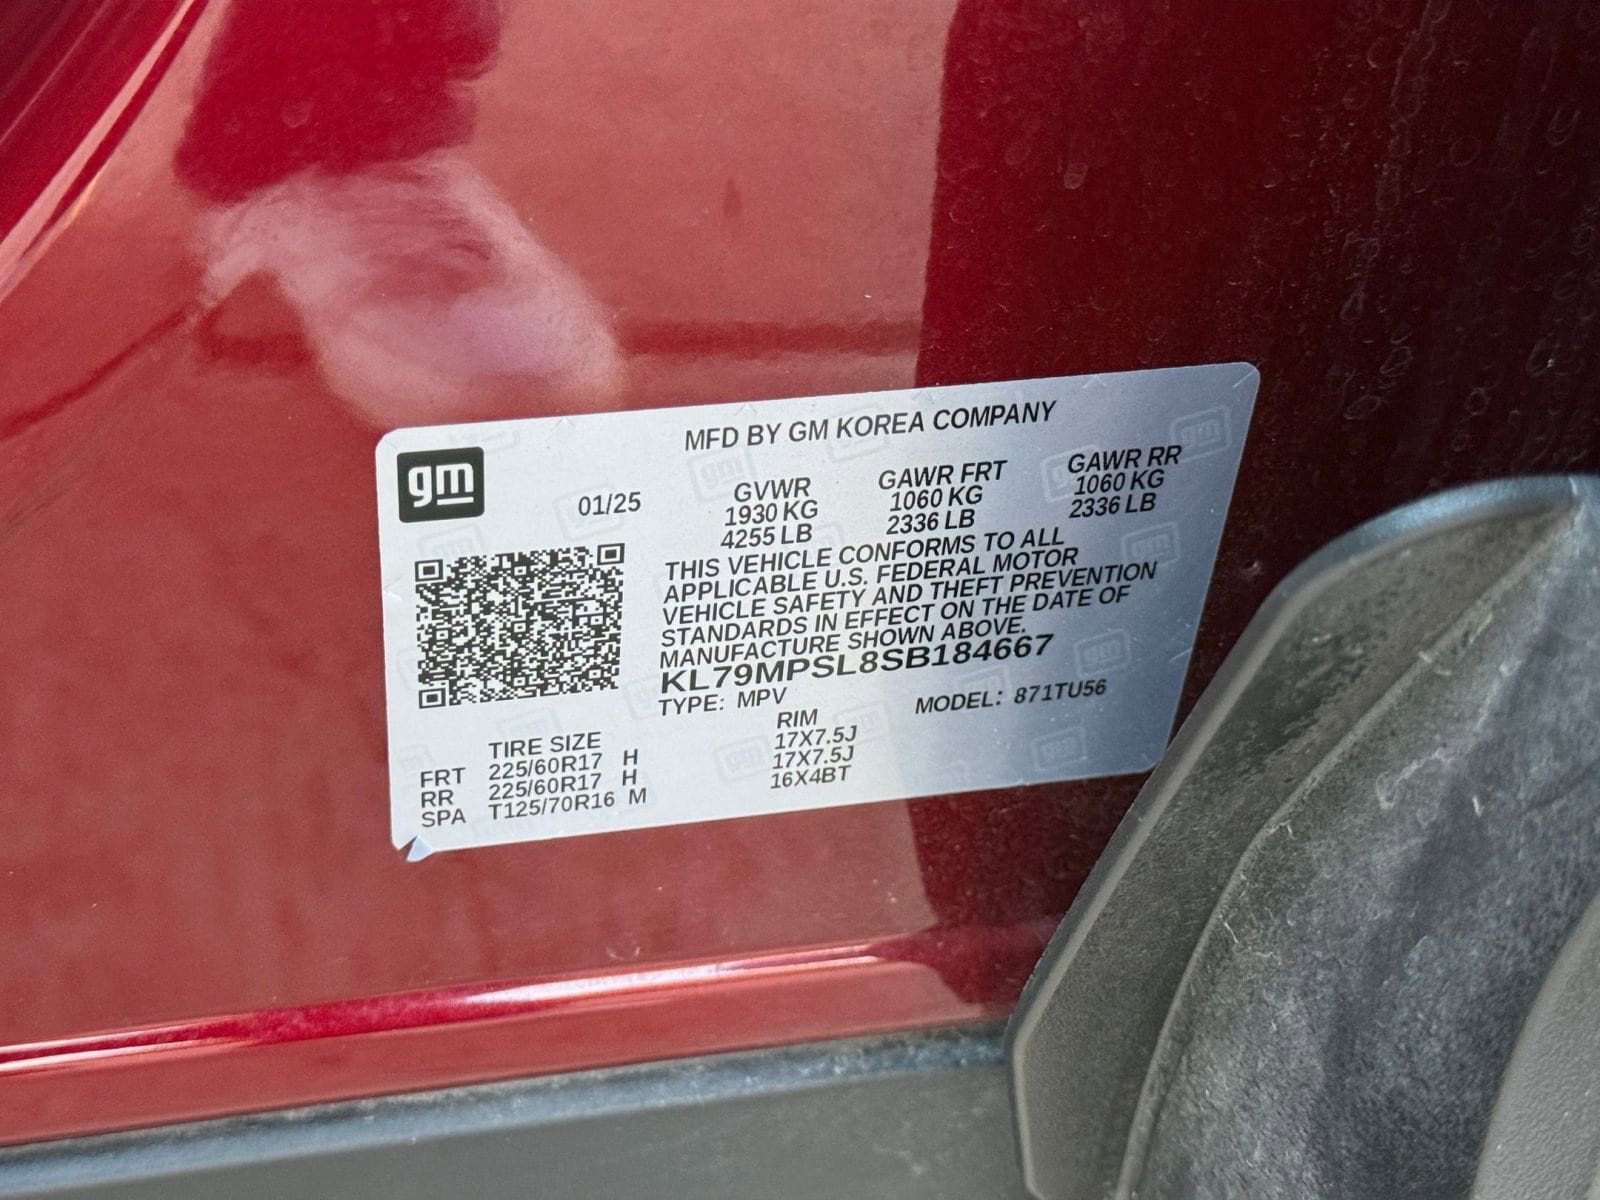 gm
MFD BY GM KOREA COMPANY
01/25
GVWR GAWR FRT GAWR RR
1930 KG 1060 KG 1060 KG
4255 LB 2336 LB 2336 LB
THIS VEHICLE CONFORMS TO ALL
APPLICABLE U.S. FEDERAL MOTOR
VEHICLE SAFETY AND THEFT PREVENTION
STANDARDS IN EFFECT ON THE DATE OF
MANUFACTURE SHOWN ABOVE.
KL79MPSL8SB184667
TYPE: MPV MODEL: 871TU56
TIRE SIZE RIM
FRT 225/60R17 H 17X7.5J
RR 225/60R17 H 17X7.5J
SPA T125/70R16 M 16X4BT